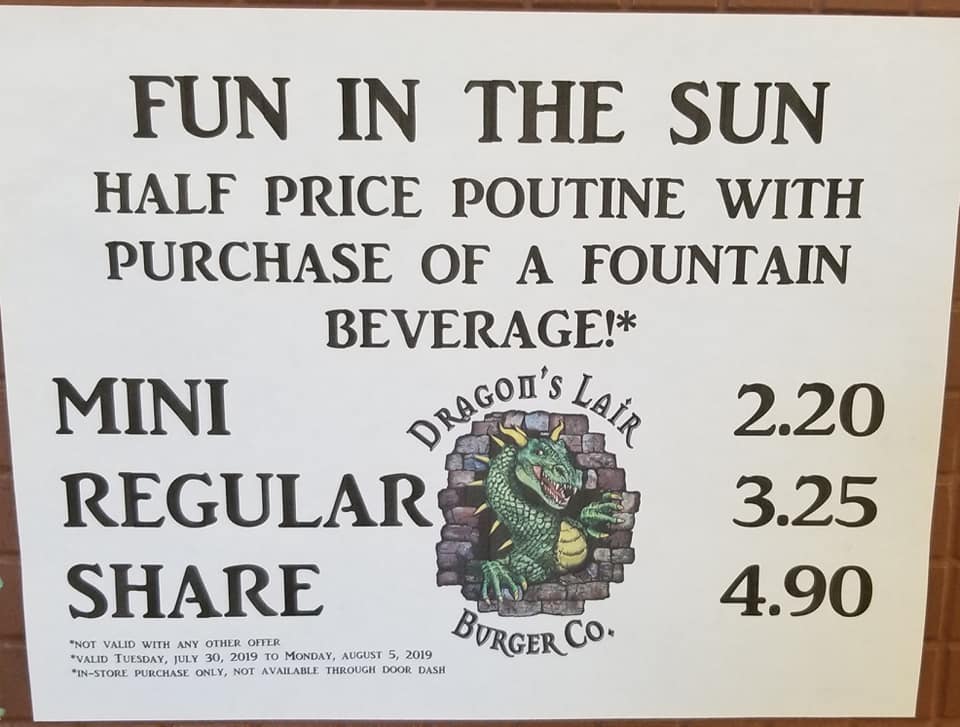 FUN IN THE SUN
HALF PRICE POUTINE WITH
PURCHASE OF A FOUNTAIN
BEVERAGE!*
DRAGON'S LAIR
MINI 2.20
REGULAR 3.25
SHARE 4.90
BURGER CO.
*NOT VALID WITH ANY OTHER OFFER
*VALID TUESDAY, JULY 30, 2019 TO MONDAY, AUGUST 5, 2019
*IN-STORE PURCHASE ONLY, NOT AVAILABLE THROUGH DOOR DASH